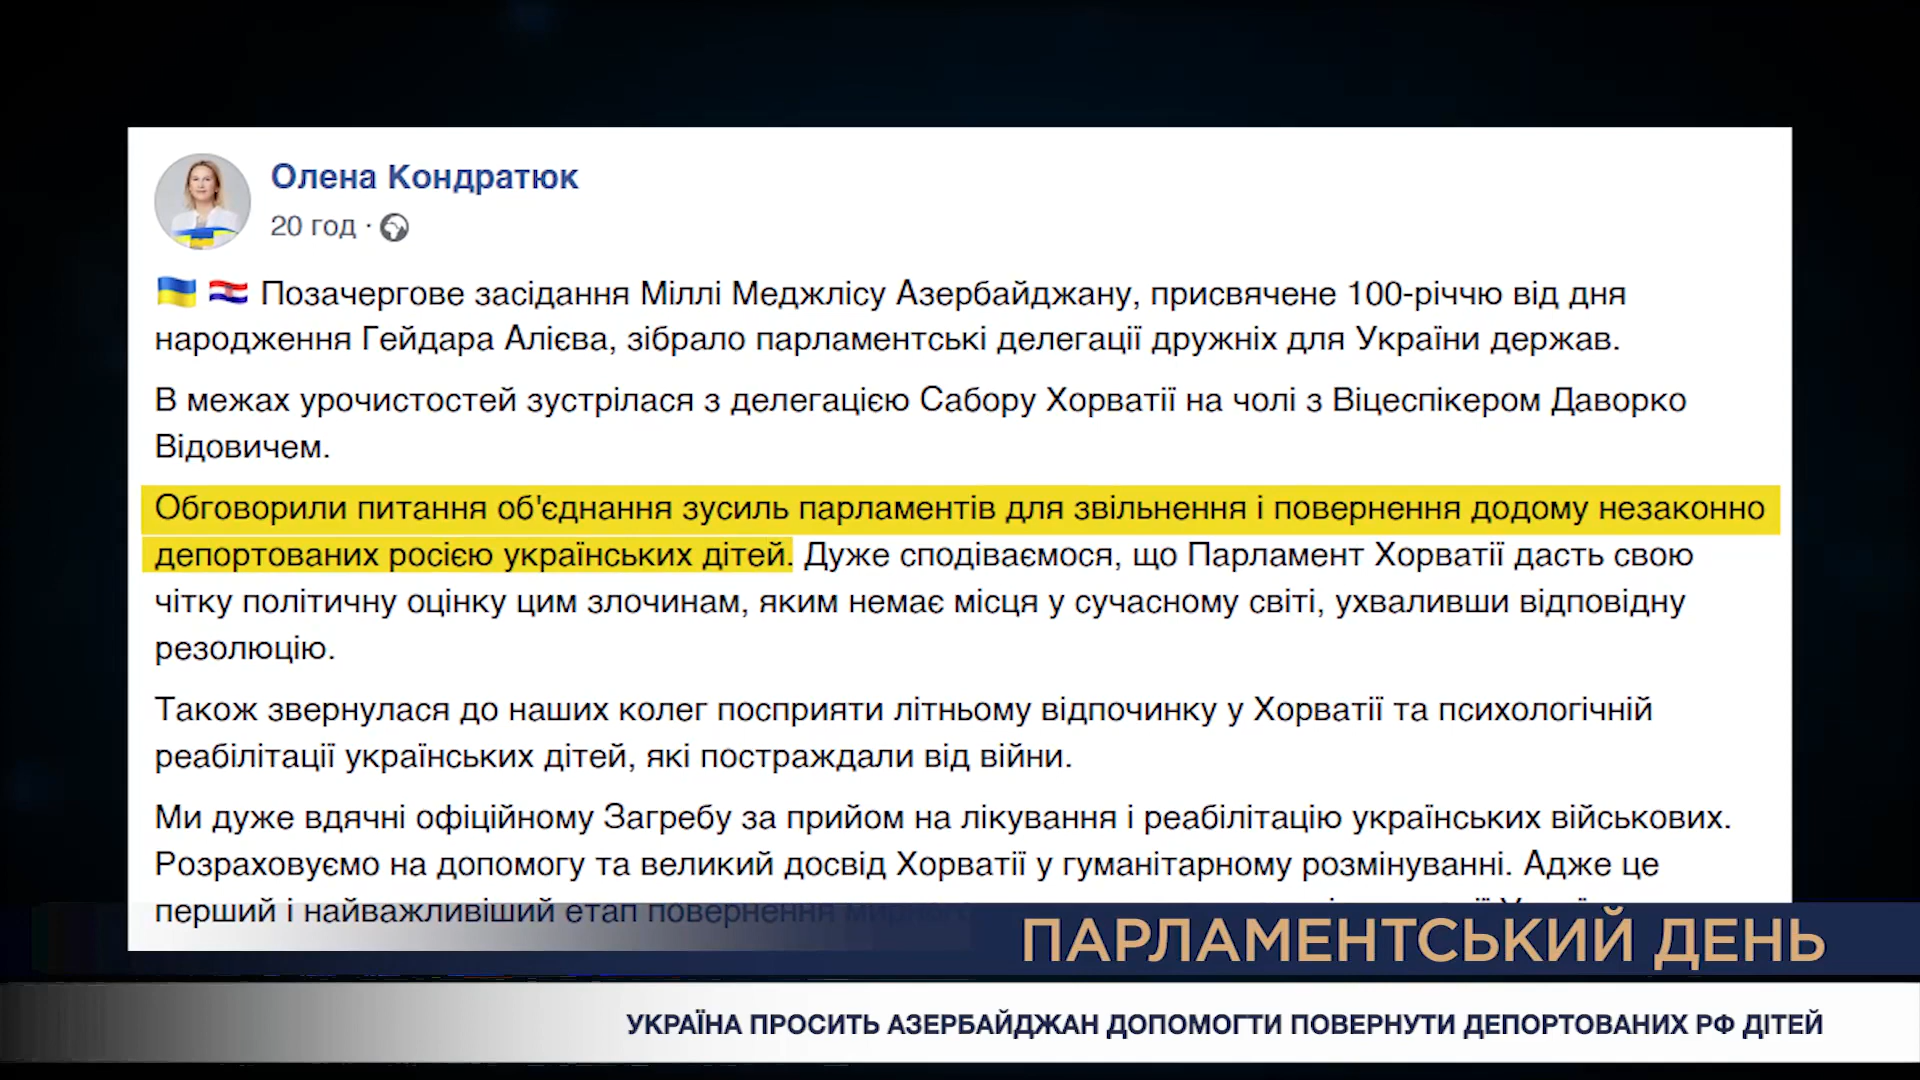 Олена Кондратюк
20 год ·
Позачергове засідання Міллі Меджлісу Азербайджану, присвячене 100-річчю від дня
народження Гейдара Алієва, зібрало парламентські делегації дружніх для України держав.
В межах урочистостей зустрілася з делегацією Сабору Хорватії на чолі з Віцеспікером Даворко
Відовичем.
Обговорили питання об'єднання зусиль парламентів для звільнення і повернення додому незаконно
депортованих росією українських дітей. Дуже сподіваємося, що Парламент Хорватії дасть свою
чітку політичну оцінку цим злочинам, яким немає місця у сучасному світі, ухваливши відповідну
резолюцію.
Також звернулася до наших колег посприяти літньому відпочинку у Хорватії та психологічній
реабілітації українських дітей, які постраждали від війни.
Ми дуже вдячні офіційному Загребу за прийом на лікування і реабілітацію українських військових.
Розраховуємо на допомогу та великий досвід Хорватії у гуманітарному розмінуванні. Адже це
перший і найважливіший етап повернення
ПАРЛАМЕНТСЬКИЙ ДЕНЬ
УКРАЇНА ПРОСИТЬ АЗЕРБАЙДЖАН ДОПОМОГТИ ПОВЕРНУТИ ДЕПОРТОВАНИХ РФ ДІТЕЙ